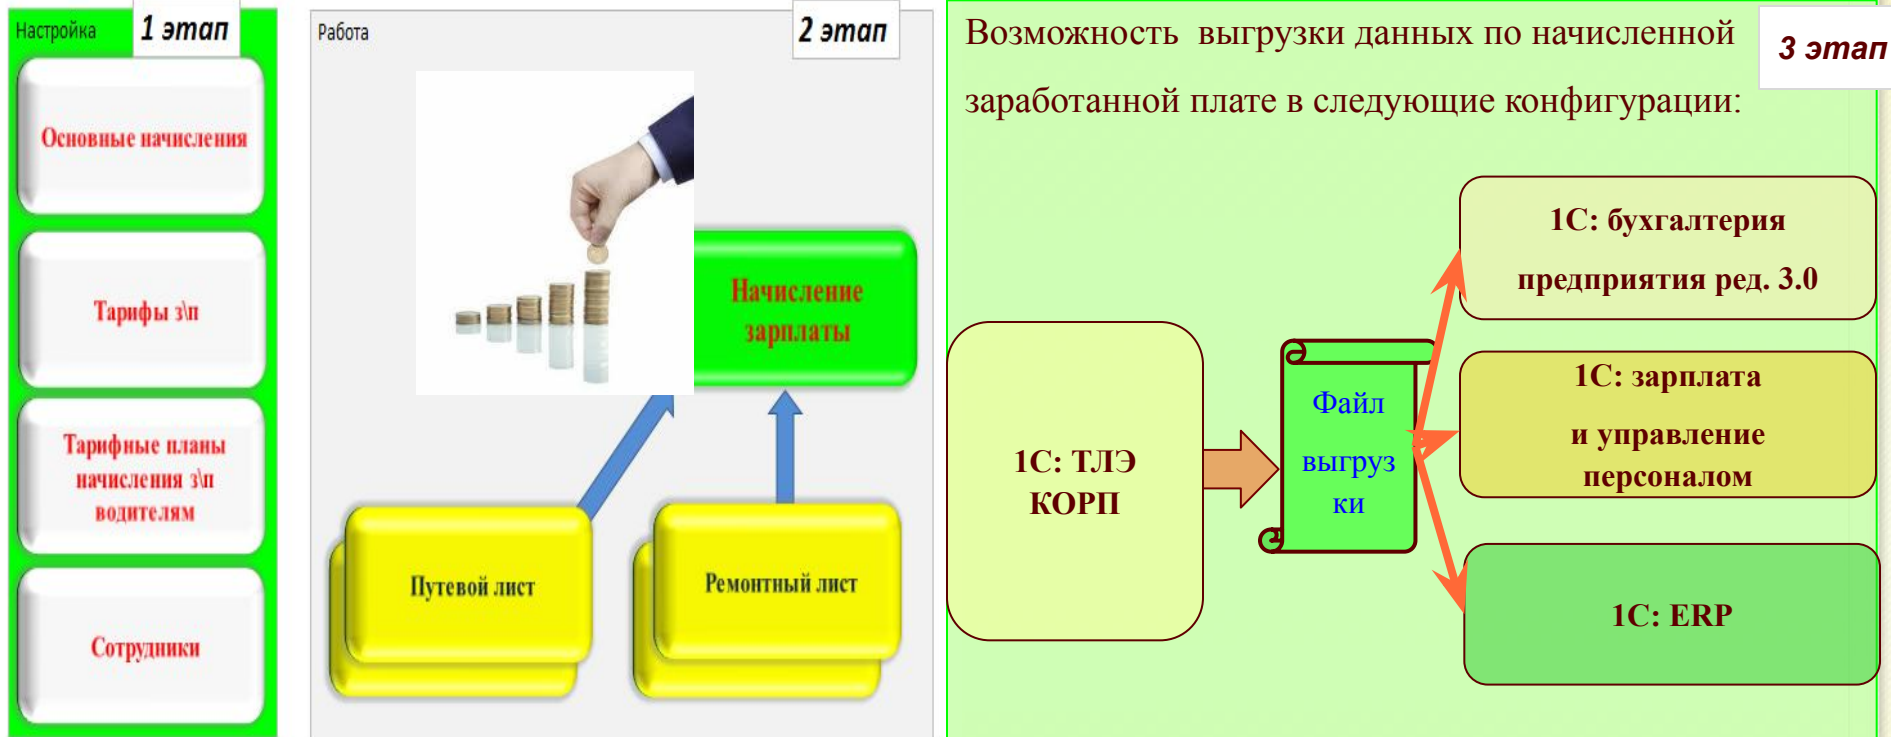 Настройка
1 этап
Основные начисления
Тарифы з\п
Тарифные планы
начисления з\п
водителям
Сотрудники
Работа
2 этап
Начисление
зарплаты
Путевой лист
Ремонтный лист
Возможность выгрузки данных по начисленной
заработанной плате в следующие конфигурации:
3 этап
1С: ТЛЭ
КОРП
Файл
выгруз
ки
1С: бухгалтерия
предприятия ред. 3.0
1С: зарплата
и управление
персоналом
1С: ERP